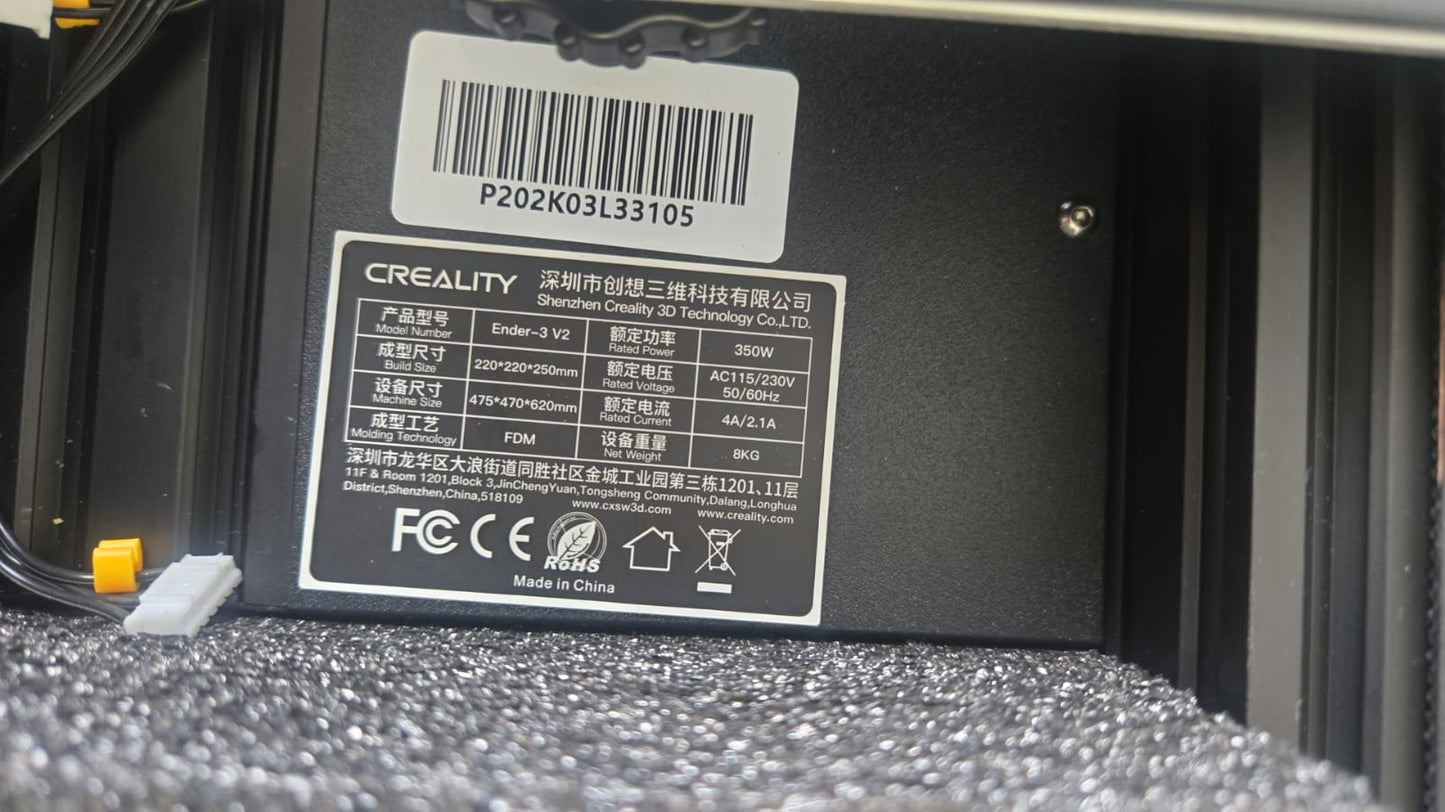 P202K03L33105
CREALITY 深圳市创想三维科技有限公司
Shenzhen Creality 3D Technology Co.,LTD.
产品型号 Ender-3 V2 额定功率 350W
Model Number Rated Power
成型尺寸 220*220*250mm 额定电压 AC115/230V
Build Size Rated Voltage 50/60Hz
设备尺寸 475*470*620mm 额定电流 4A/2.1A
Machine Size Rated Current
成型工艺 FDM 设备重量 8KG
Molding Technology Net Weight
深圳市龙华区大浪街道同胜社区金城工业园第三栋1201、11层
11F & Room 1201,Block 3,JinChengYuan,Tongsheng Community,Dalang,Longhua
District,Shenzhen,China,518109
www.cxsw3d.com www.creality.com
FC CE RoHS
Made in China